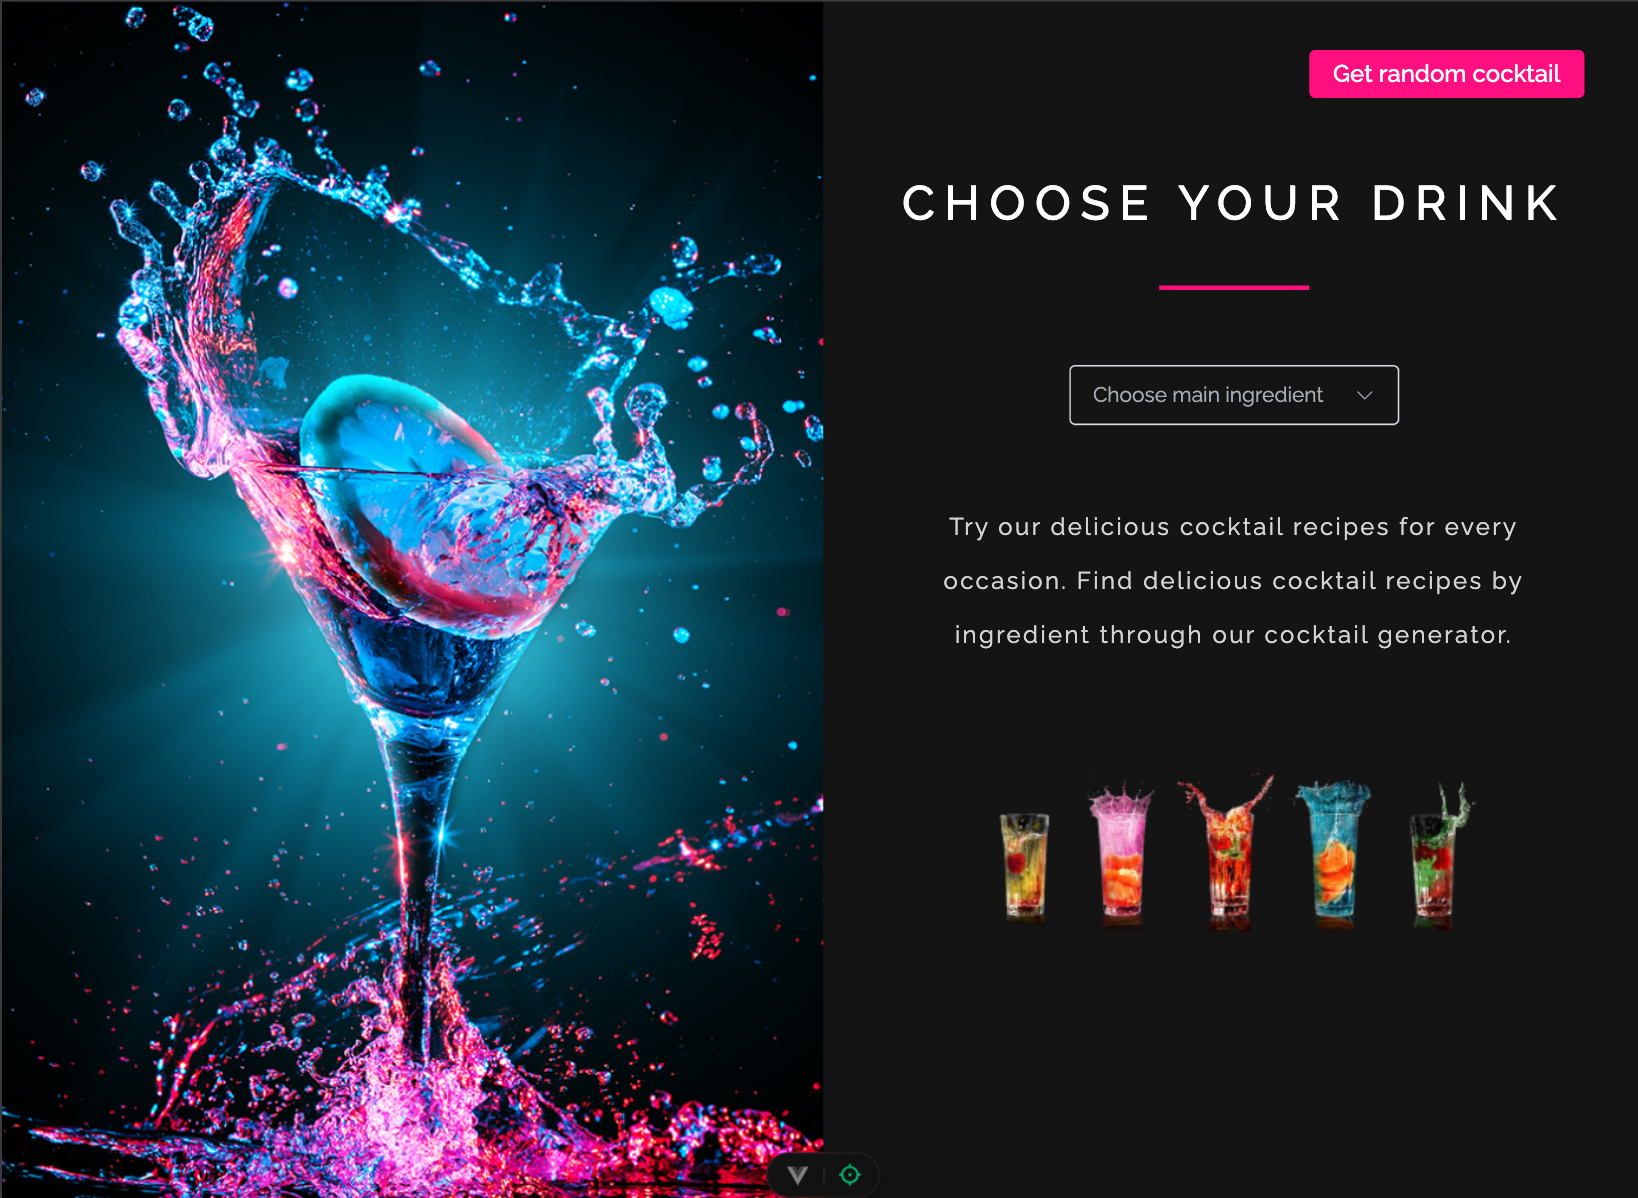 Get random cocktail
CHOOSE YOUR DRINK
Choose main ingredient
Try our delicious cocktail recipes for every
occasion. Find delicious cocktail recipes by
ingredient through our cocktail generator.